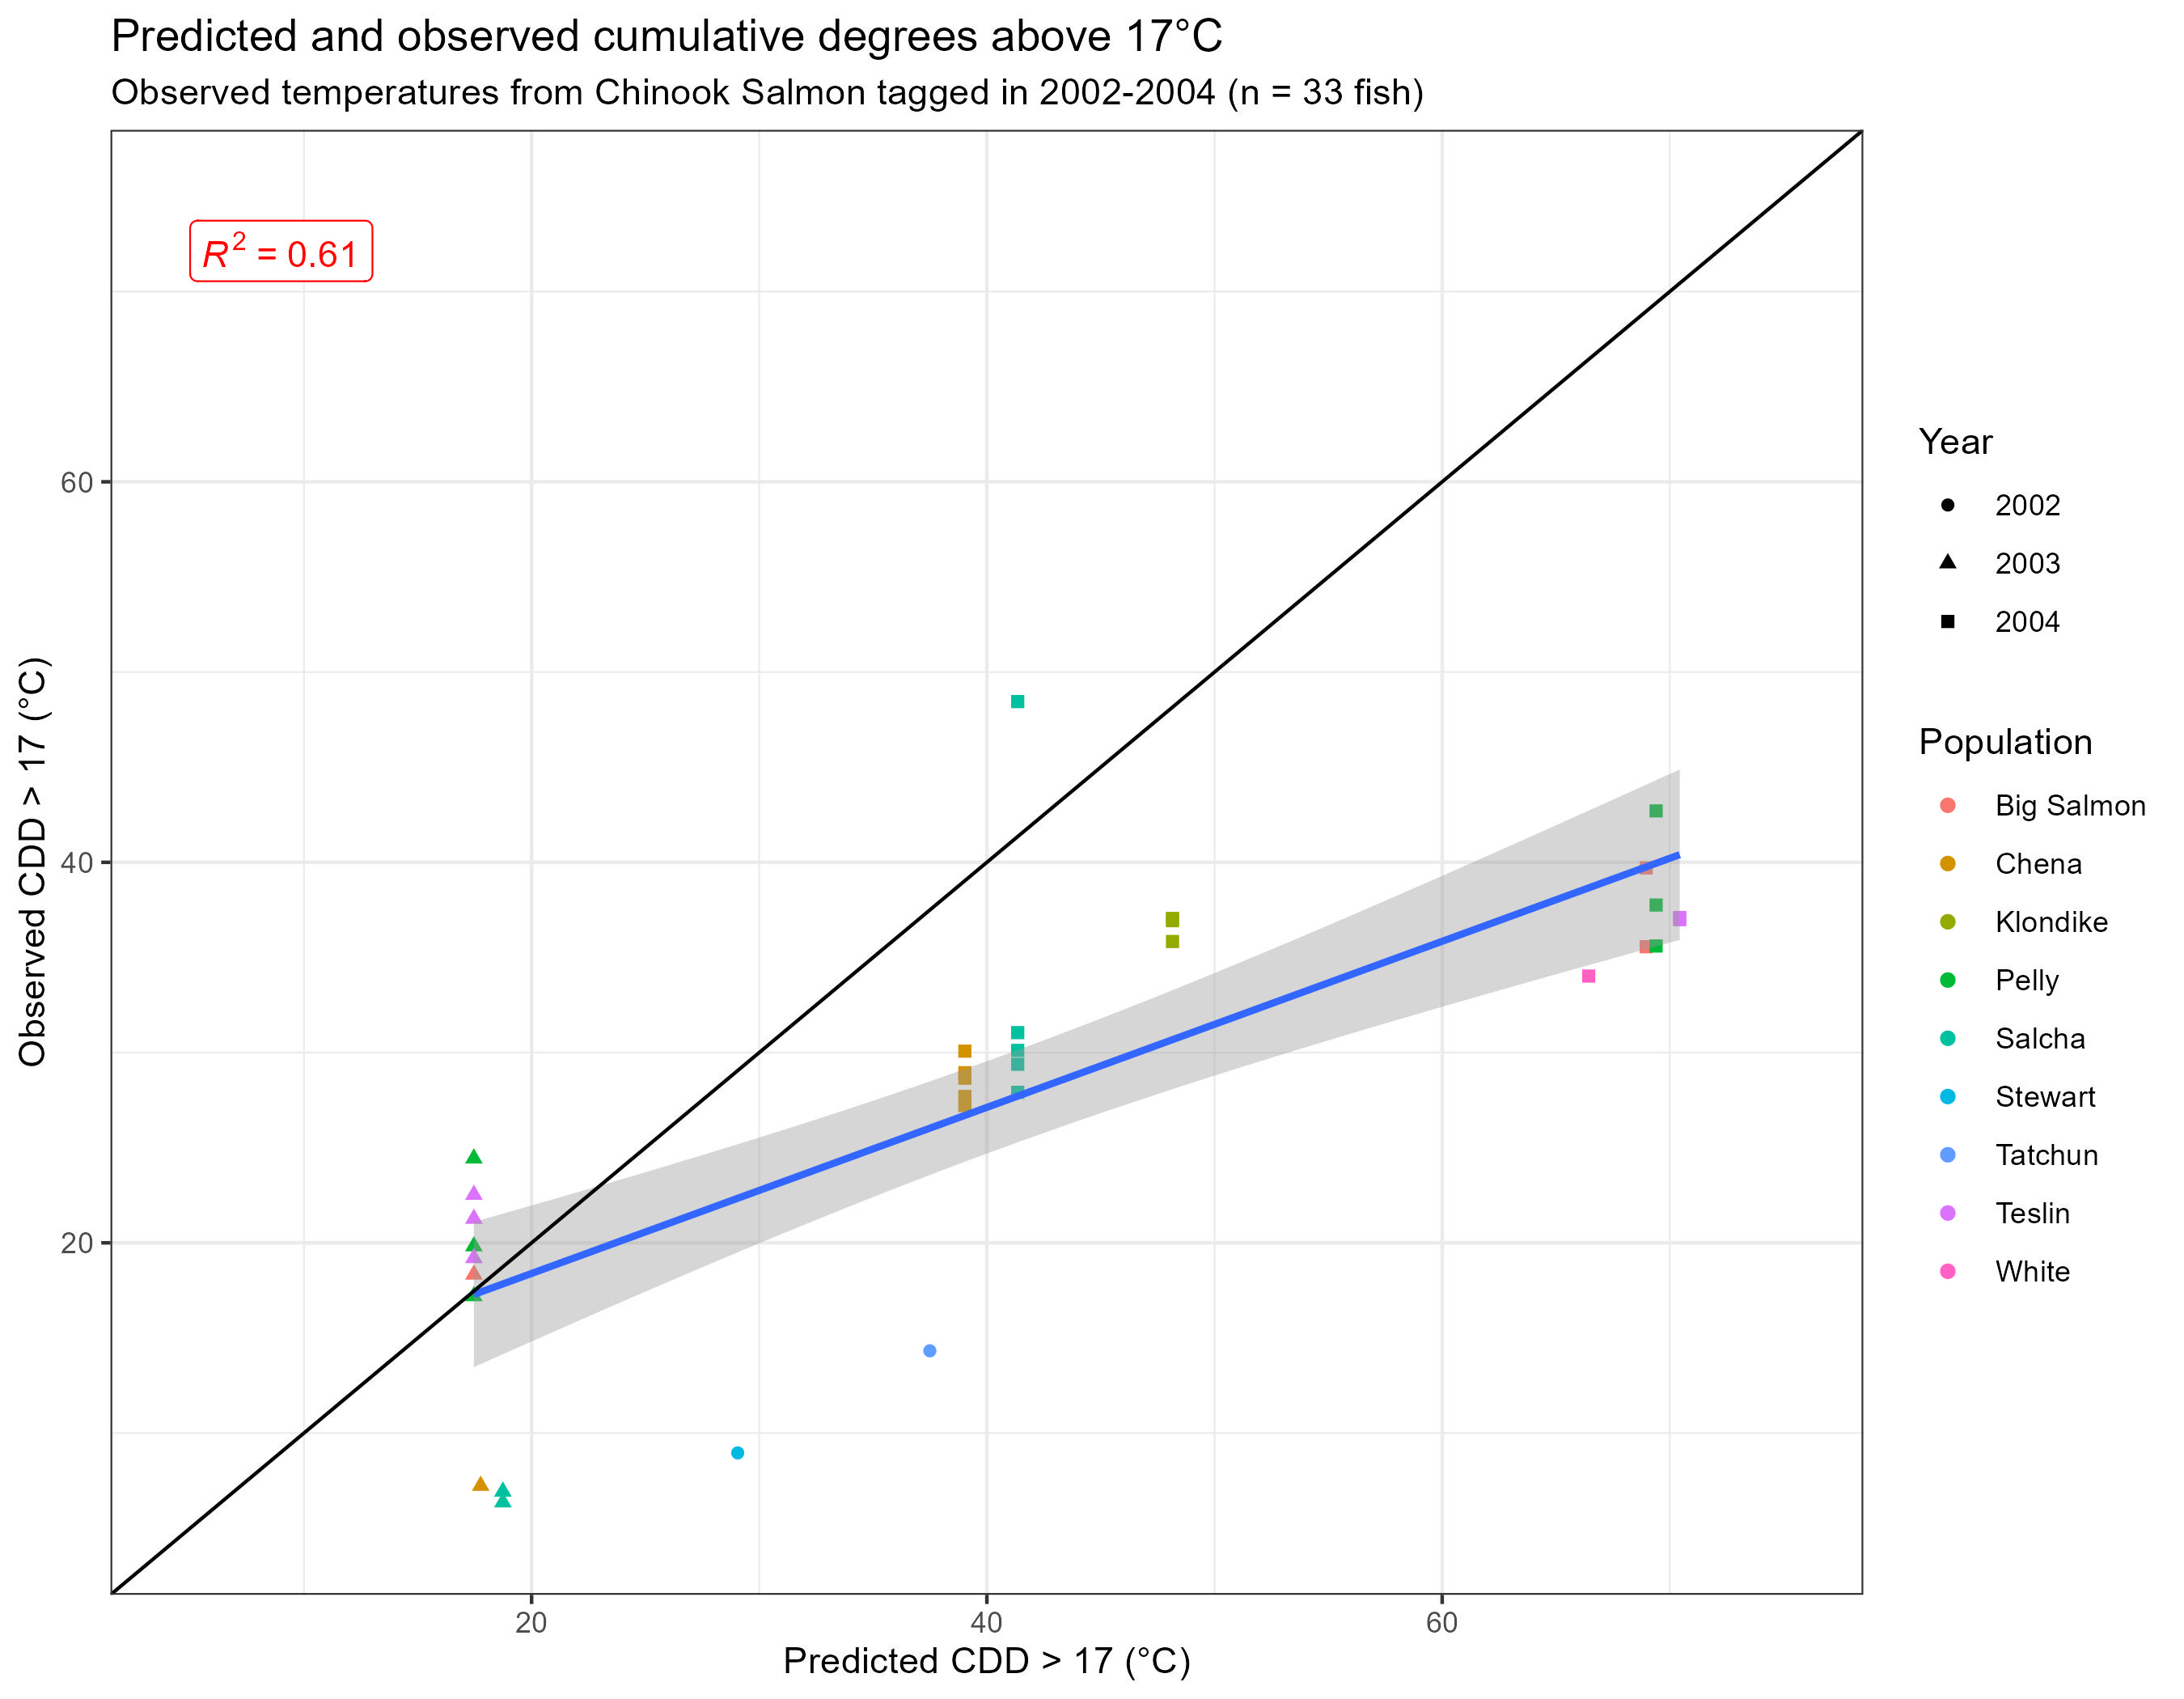 Predicted and observed cumulative degrees above 17°C
Observed temperatures from Chinook Salmon tagged in 2002-2004 (n = 33 fish)
R² = 0.61
Observed CDD > 17 (°C)
60
40
20
20
40
60
Predicted CDD > 17 (°C)
Year
2002
2003
2004
Population
Big Salmon
Chena
Klondike
Pelly
Salcha
Stewart
Tatchun
Teslin
White